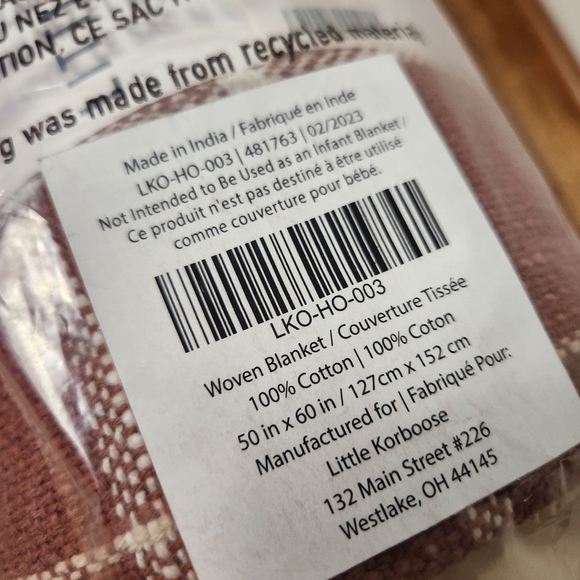 NEZ
TION. CE SAC
g was made from recycled material
Made in India / Fabriqué en Inde
LKO-HO-003 | 481763 | 02/2023
Not Intended to Be Used as an Infant Blanket /
Ce produit n'est pas destiné à être utilisé
comme couverture pour bébé.
LKO-HO-003
Woven Blanket / Couverture Tissée
100% Cotton | 100% Coton
50 in x 60 in / 127cm x 152 cm
Manufactured for | Fabriqué Pour:
Little Korboose
132 Main Street #226
Westlake, OH 44145